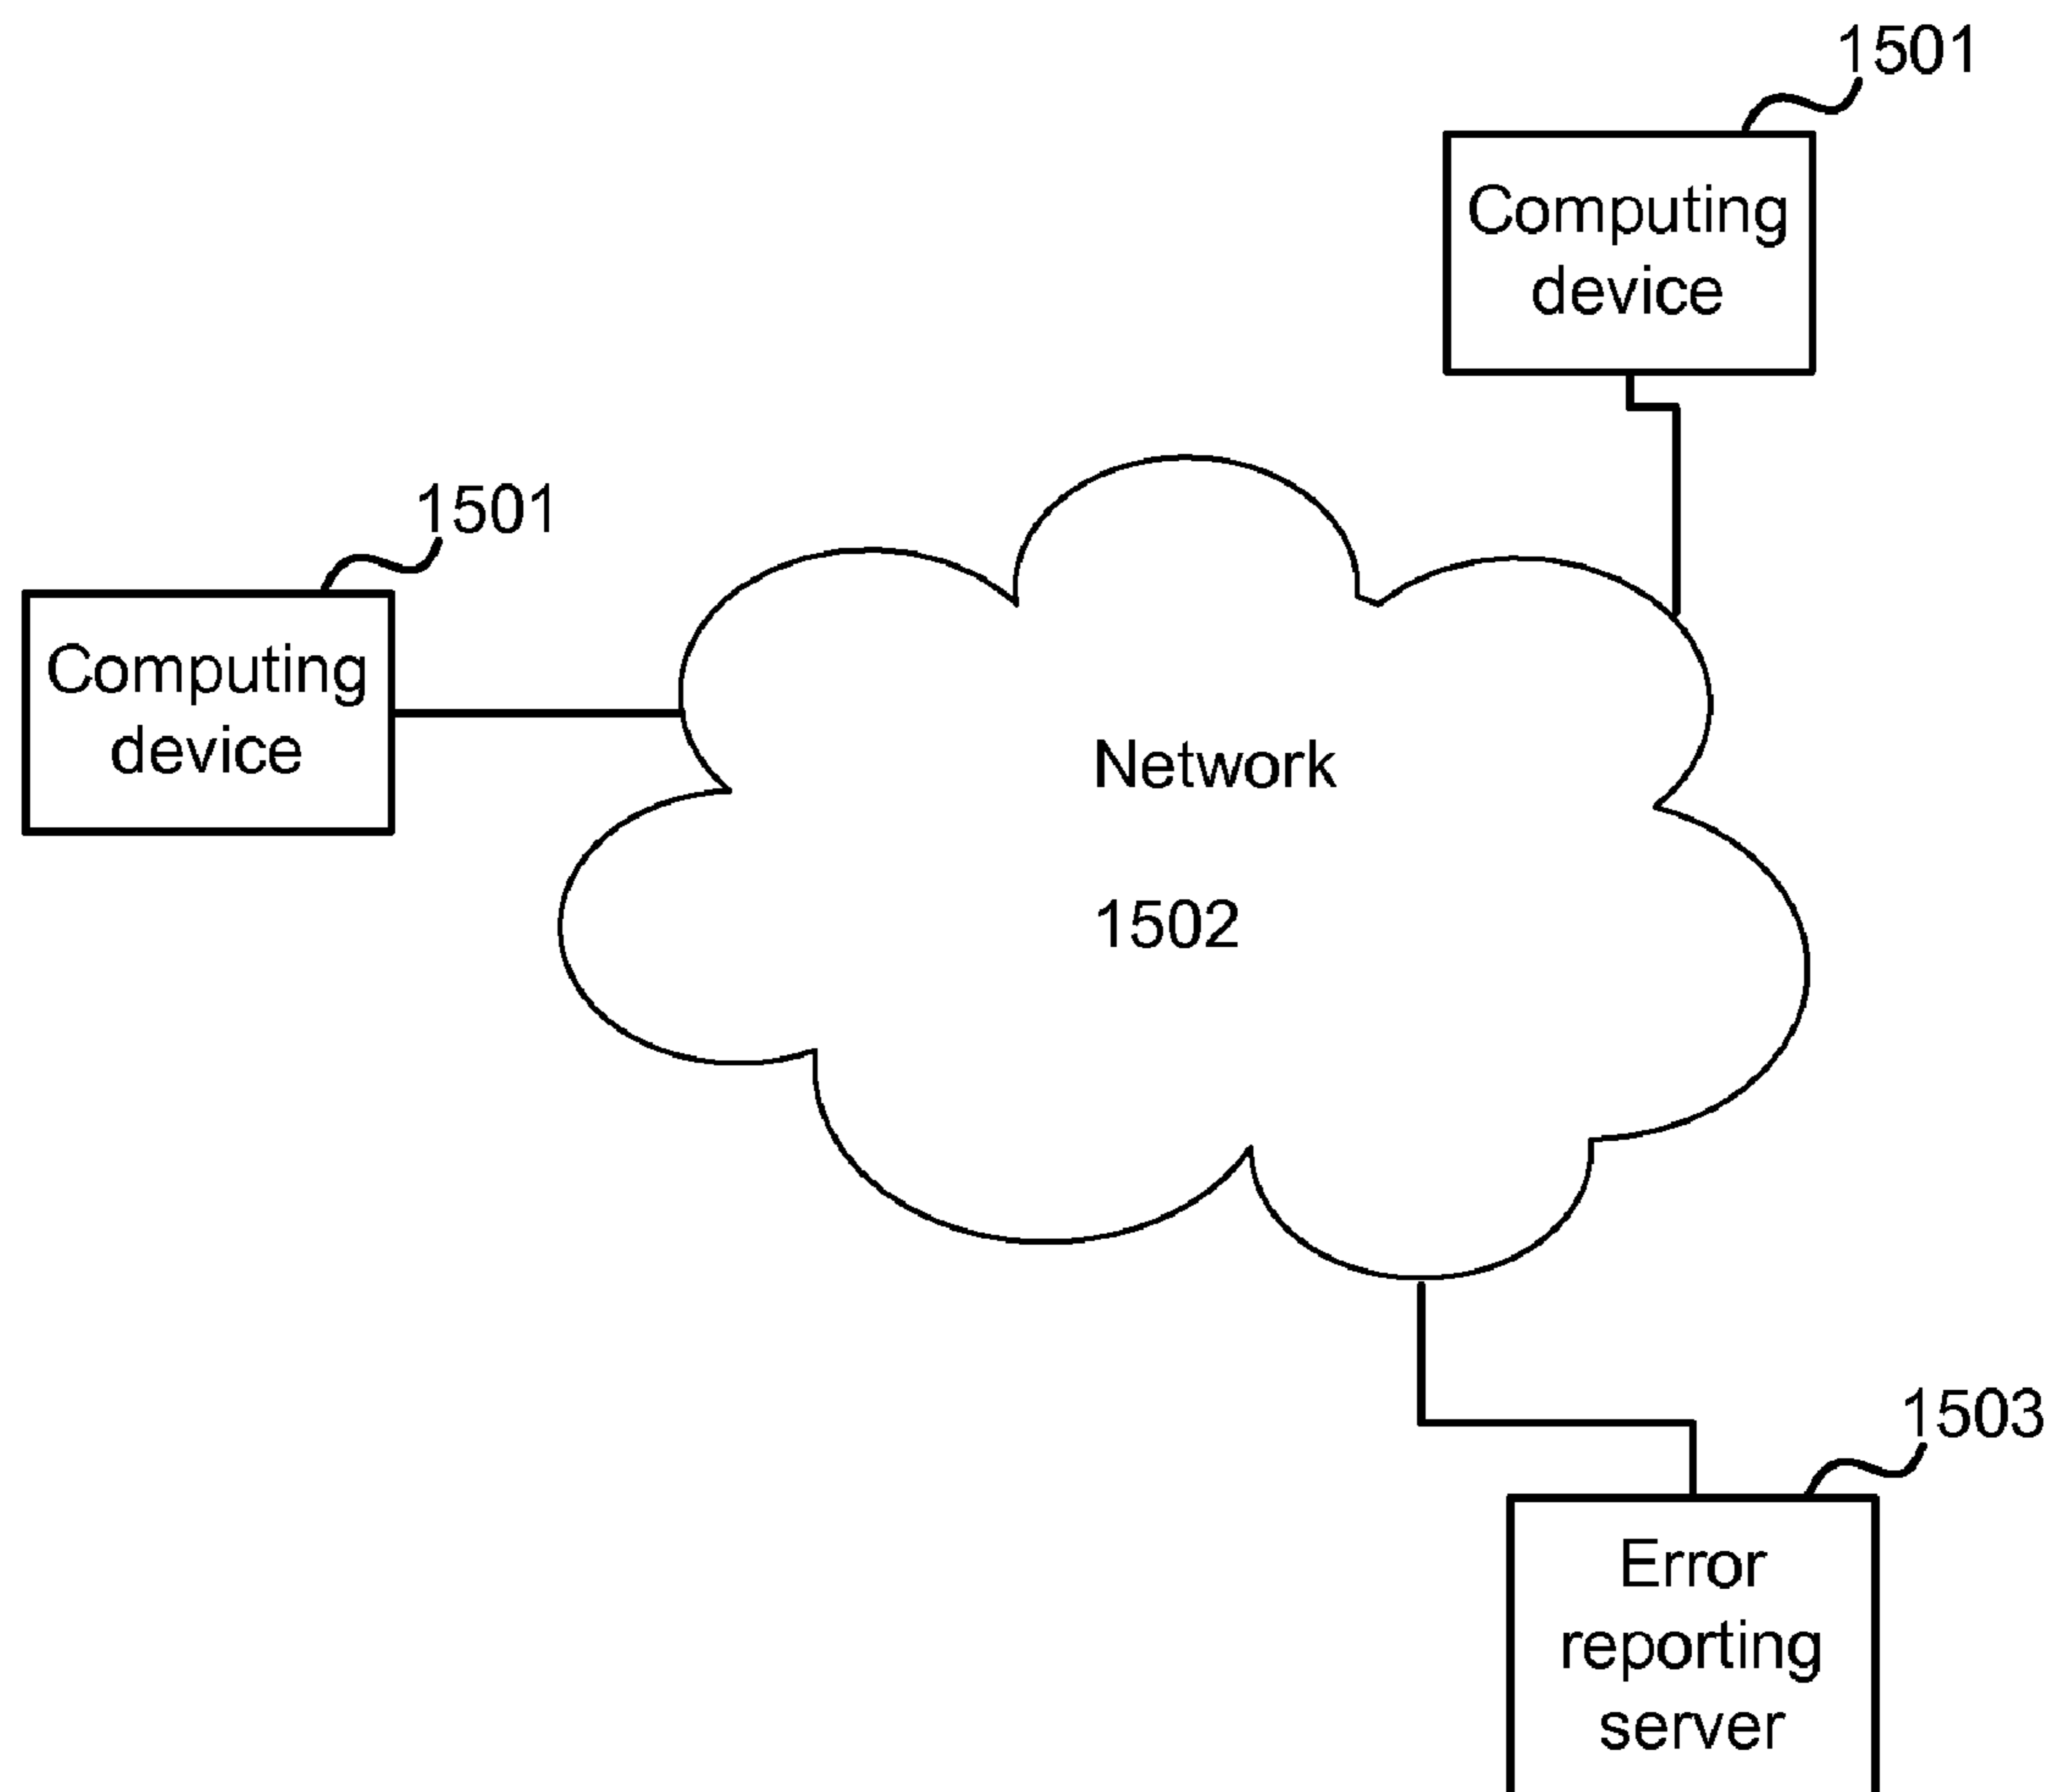 1501
Computing
device
1501
Computing
device
Network
1502
1503
Error
reporting
server